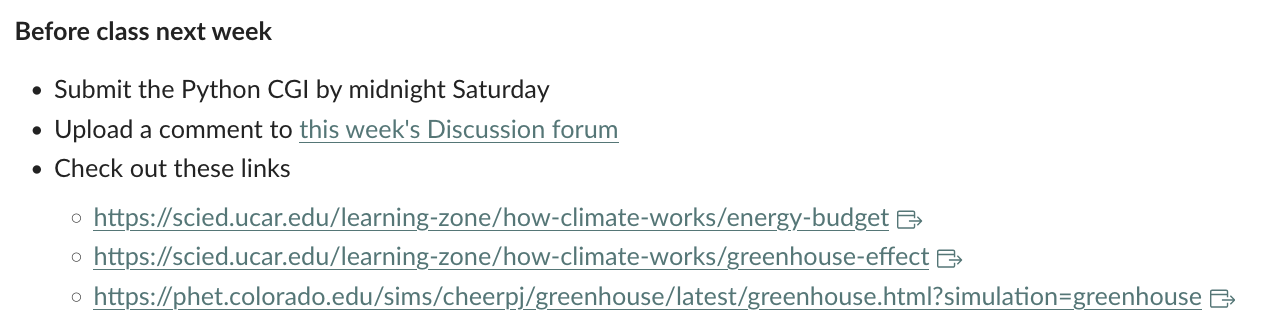 Before class next week
• Submit the Python CGI by midnight Saturday
• Upload a comment to this week's Discussion forum
• Check out these links
○ https://scied.ucar.edu/learning-zone/how-climate-works/energy-budget
○ https://scied.ucar.edu/learning-zone/how-climate-works/greenhouse-effect
○ https://phet.colorado.edu/sims/cheerpj/greenhouse/latest/greenhouse.html?simulation=greenhouse